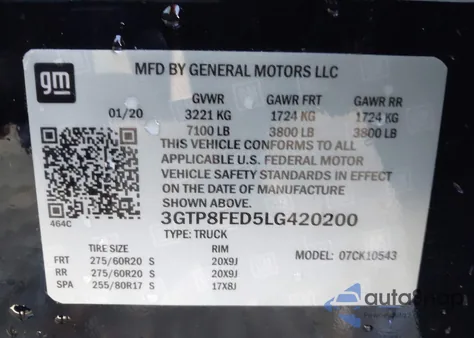 gm
MFD BY GENERAL MOTORS LLC
GVWR GAWR FRT GAWR RR
01/20 3221 KG 1724 KG 1724 KG
7100 LB 3800 LB 3800 LB
THIS VEHICLE CONFORMS TO ALL
APPLICABLE U.S. FEDERAL MOTOR
VEHICLE SAFETY STANDARDS IN EFFECT
ON THE DATE OF MANUFACTURE
SHOWN ABOVE.
464C
3GTP8FED5LG420200
TYPE: TRUCK
TIRE SIZE RIM MODEL: 07CK10543
FRT 275/60R20 S 20X9J
RR 275/60R20 S 20X9J
SPA 255/80R17 S 17X8J
autosnap